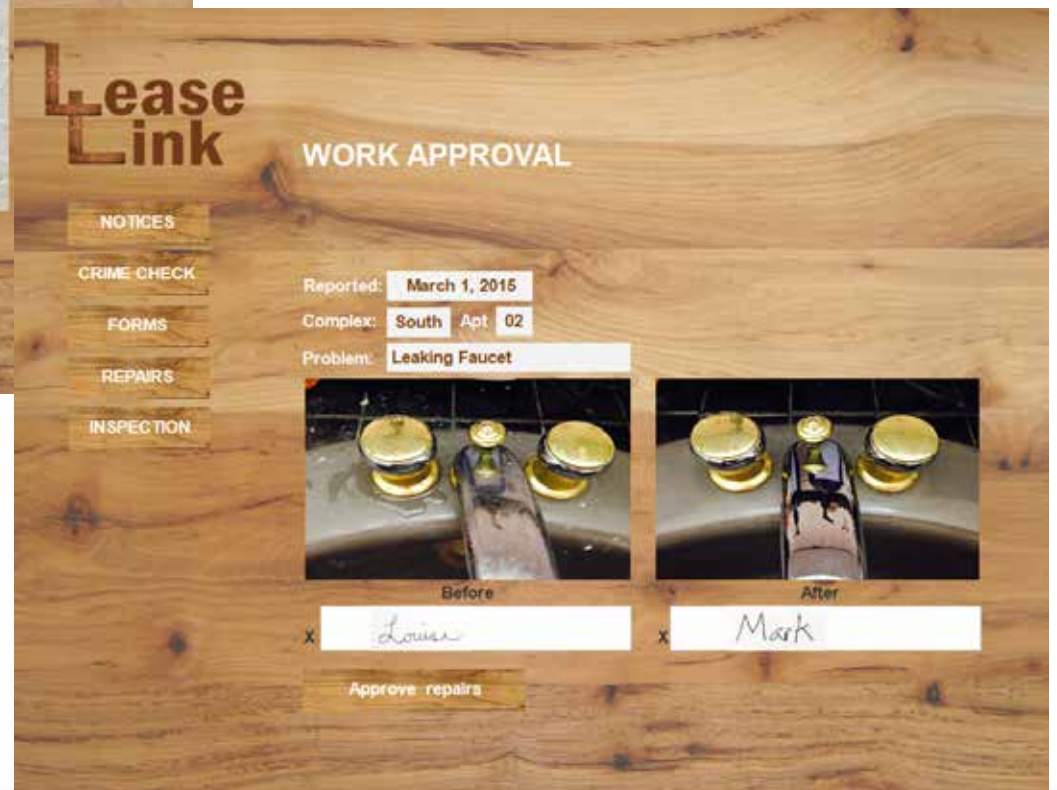 Lease
Link
WORK APPROVAL
NOTICES
CRIME CHECK
FORMS
REPAIRS
INSPECTION
Reported: March 1, 2015
Complex: South Apt 02
Problem: Leaking Faucet
Before
After
x Louisa
x Mark
Approve repairs